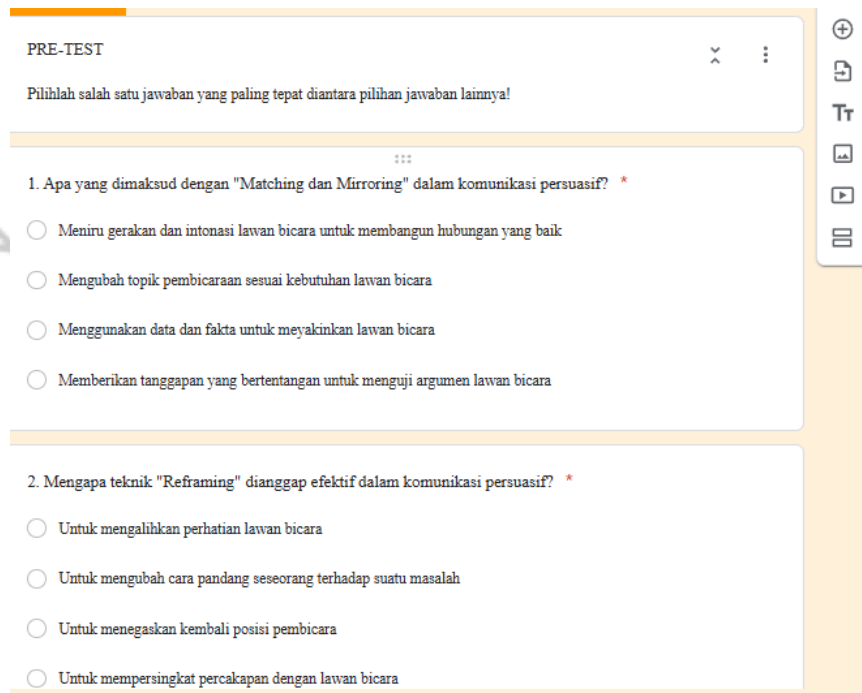 PRE-TEST
Pilihlah salah satu jawaban yang paling tepat diantara pilihan jawaban lainnya!
1. Apa yang dimaksud dengan "Matching dan Mirroring" dalam komunikasi persuasif? *
Meniru gerakan dan intonasi lawan bicara untuk membangun hubungan yang baik
Mengubah topik pembicaraan sesuai kebutuhan lawan bicara
Menggunakan data dan fakta untuk meyakinkan lawan bicara
Memberikan tanggapan yang bertentangan untuk menguji argumen lawan bicara
2. Mengapa teknik "Reframing" dianggap efektif dalam komunikasi persuasif? *
Untuk mengalihkan perhatian lawan bicara
Untuk mengubah cara pandang seseorang terhadap suatu masalah
Untuk menegaskan kembali posisi pembicara
Untuk mempersingkat percakapan dengan lawan bicara
Tт